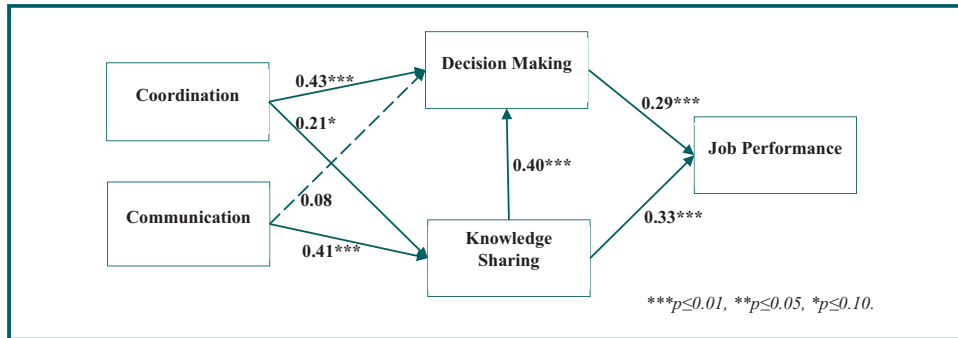 Decision Making
0.43***
Coordination
0.29***
0.21*
Job Performance
0.40***
0.08
Communication
0.33***
0.41***
Knowledge
Sharing
***p≤0.01, **p≤0.05, *p≤0.10.